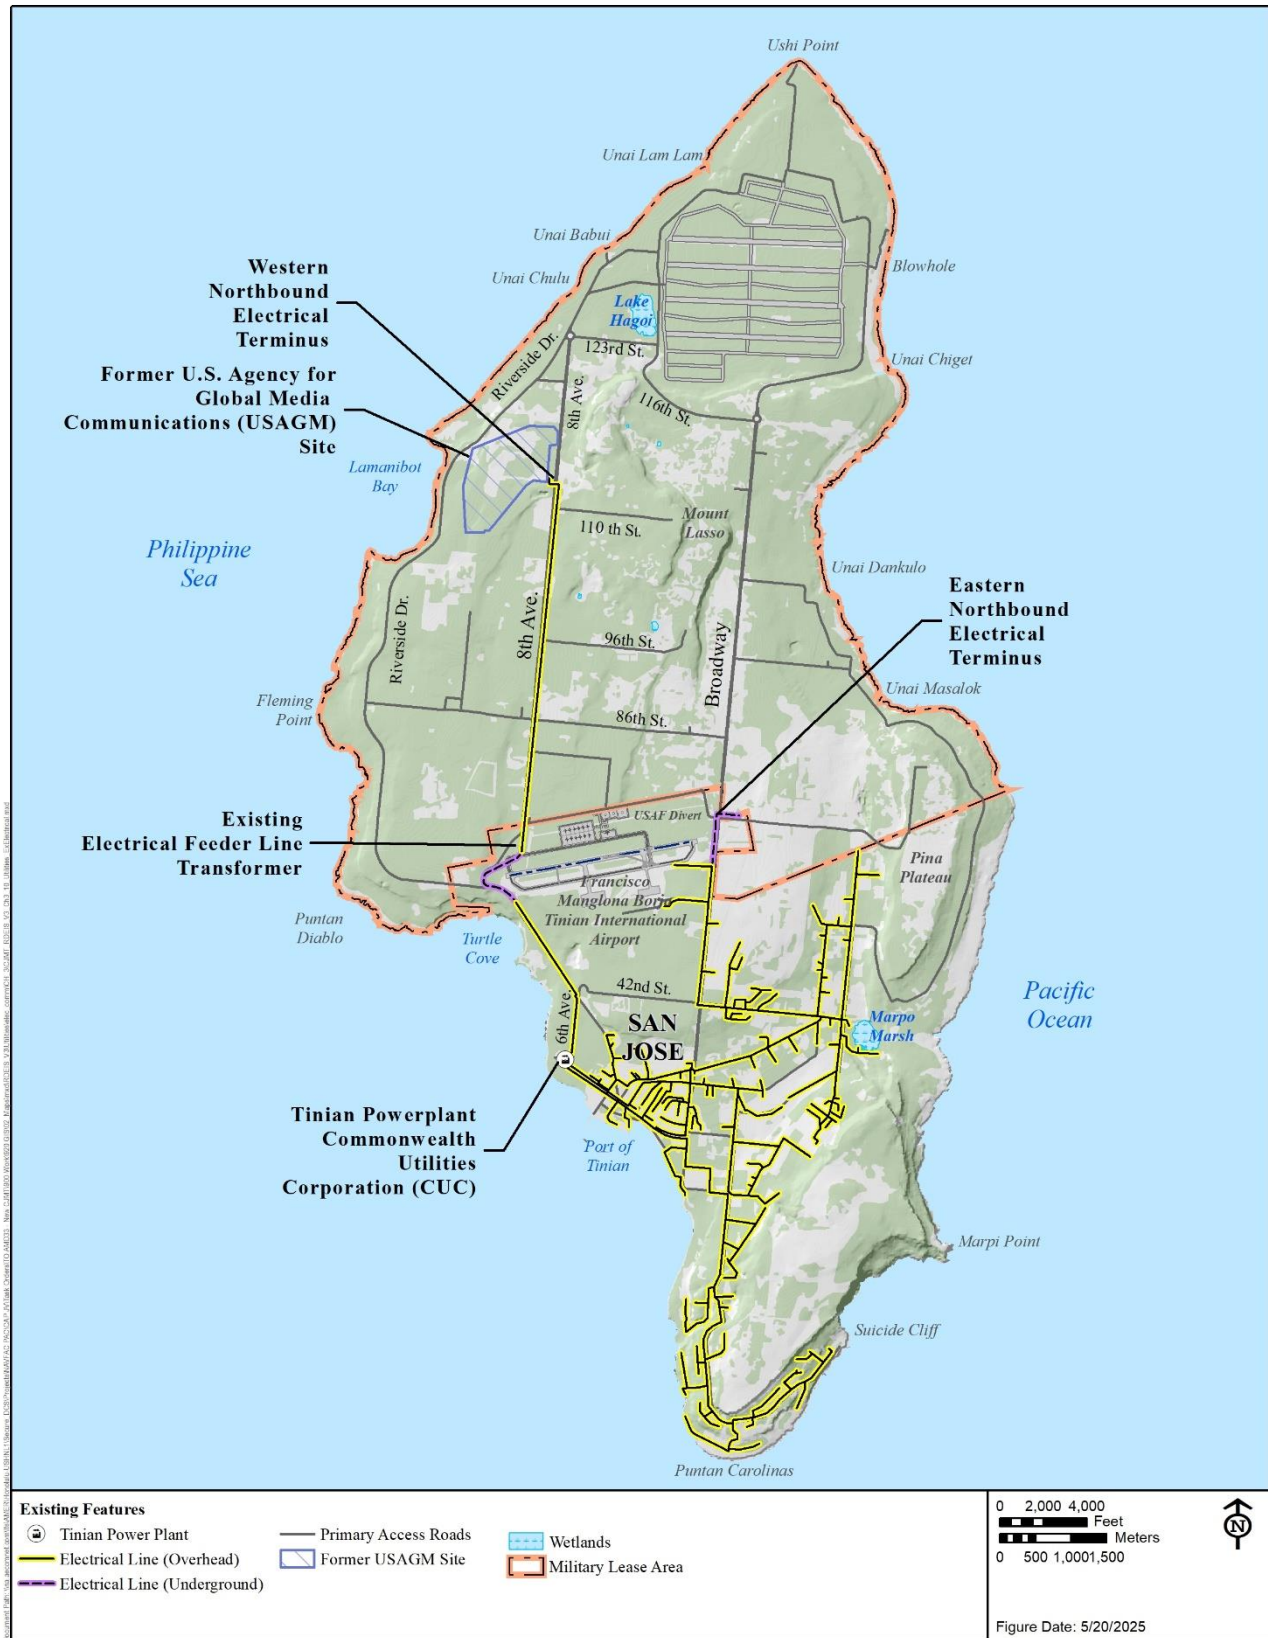 Ushi Point
Unai Lam Lam
Unai Babui
Unai Chulu
Blowhole
Western
Northbound
Electrical
Terminus
Lake
Hagoi
123rd St.
Riverside Dr.
8th Ave.
116th St.
Unai Chiget
Former U.S. Agency for
Global Media
Communications (USAGM)
Site
Lamanibot
Bay
110 th St.
Mount
Lasso
Philippine
Sea
Unai Dankulo
Eastern
Northbound
Electrical
Terminus
Riverside Dr.
8th Ave.
96th St.
Broadway
Unai Masalok
Fleming
Point
86th St.
Existing
Electrical Feeder Line
Transformer
USAF Divert
Pina
Plateau
Francisco
Manglona Borja
Tinian International
Airport
Puntan
Diablo
Turtle
Cove
42nd St.
6th Ave.
SAN
JOSE
Marpo
Marsh
Pacific
Ocean
Tinian Powerplant
Commonwealth
Utilities
Corporation (CUC)
Port of
Tinian
Marpi Point
Suicide Cliff
Puntan Carolinas
Existing Features
Tinian Power Plant
Electrical Line (Overhead)
Electrical Line (Underground)
Primary Access Roads
Former USAGM Site
Wetlands
Military Lease Area
0 2,000 4,000
Feet
Meters
0 500 1,000 1,500
N
Figure Date: 5/20/2025